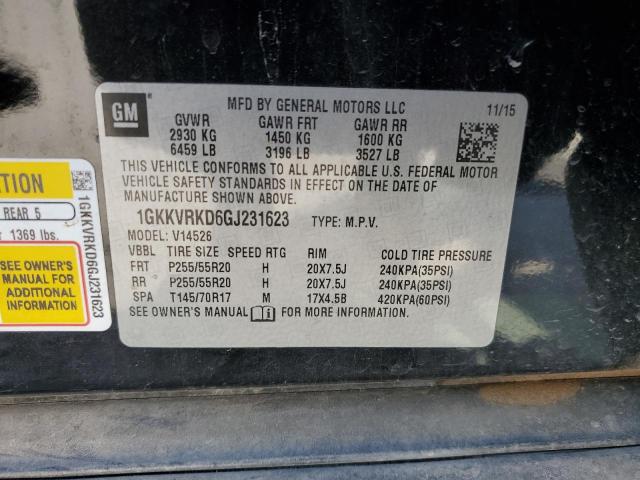 GM
MFD BY GENERAL MOTORS LLC
11/15
GVWR GAWR FRT GAWR RR
2930 KG 1450 KG 1600 KG
6459 LB 3196 LB 3527 LB
THIS VEHICLE CONFORMS TO ALL APPLICABLE U.S. FEDERAL MOTOR
VEHICLE SAFETY STANDARDS IN EFFECT ON THE DATE OF
MANUFACTURE SHOWN ABOVE.
1GKKVRKD6GJ231623 TYPE: M.P.V.
MODEL: V14526
VBBL TIRE SIZE SPEED RTG RIM COLD TIRE PRESSURE
FRT P255/55R20 H 20X7.5J 240KPA(35PSI)
RR P255/55R20 H 20X7.5J 240KPA(35PSI)
SPA T145/70R17 M 17X4.5B 420KPA(60PSI)
SEE OWNER'S MANUAL FOR MORE INFORMATION.
REAR 5
1369 lbs.
SEE OWNER'S
MANUAL FOR
ADDITIONAL
INFORMATION
1GKKVRKD6GJ231623